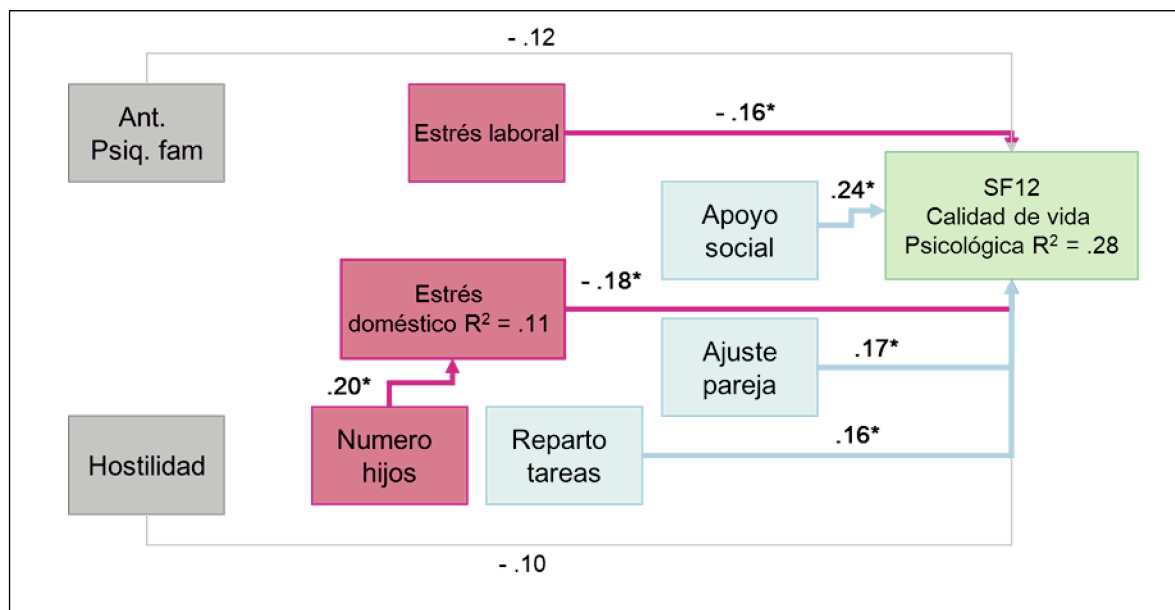 - .12
Ant.
Psiq. fam
Estrés laboral
- .16*
Apoyo
social
.24*
SF12
Calidad de vida
Psicológica R² = .28
Estrés
doméstico R² = .11
- .18*
Ajuste
pareja
.17*
.20*
Hostilidad
Numero
hijos
Reparto
tareas
.16*
- .10